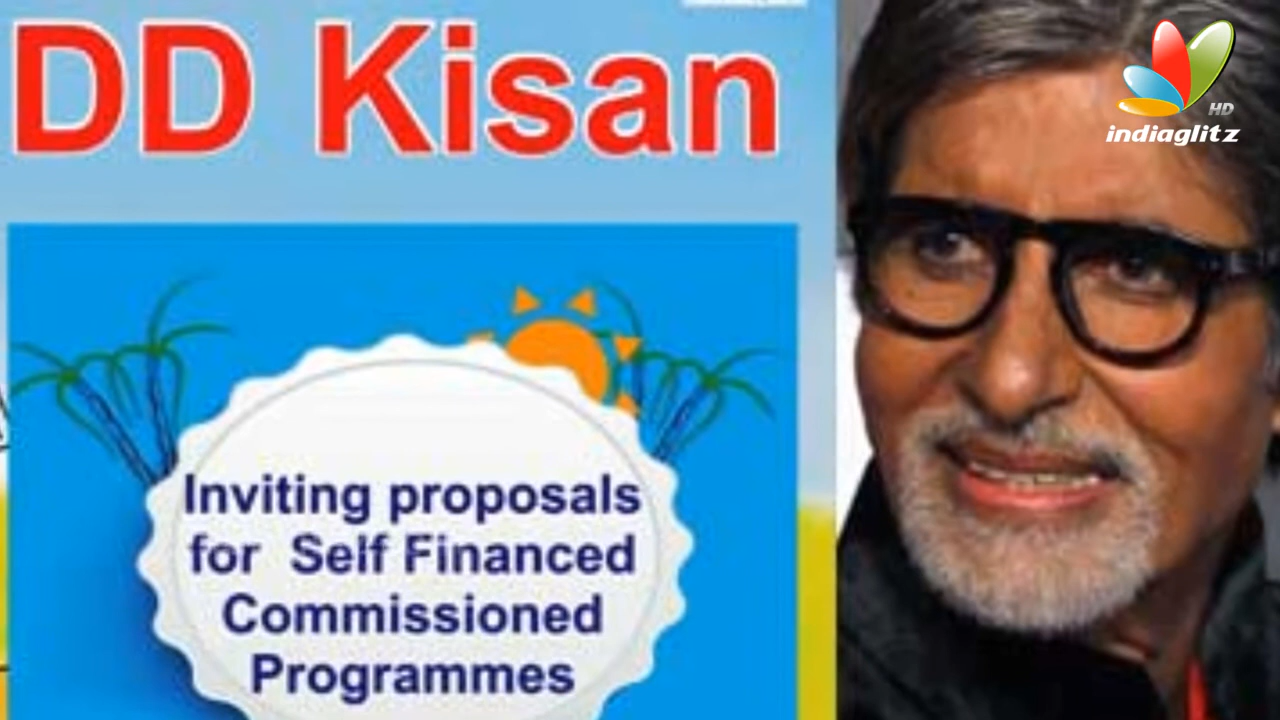 DD Kisan
HD
indiaglitz
Inviting proposals
for Self Financed
Commissioned
Programmes